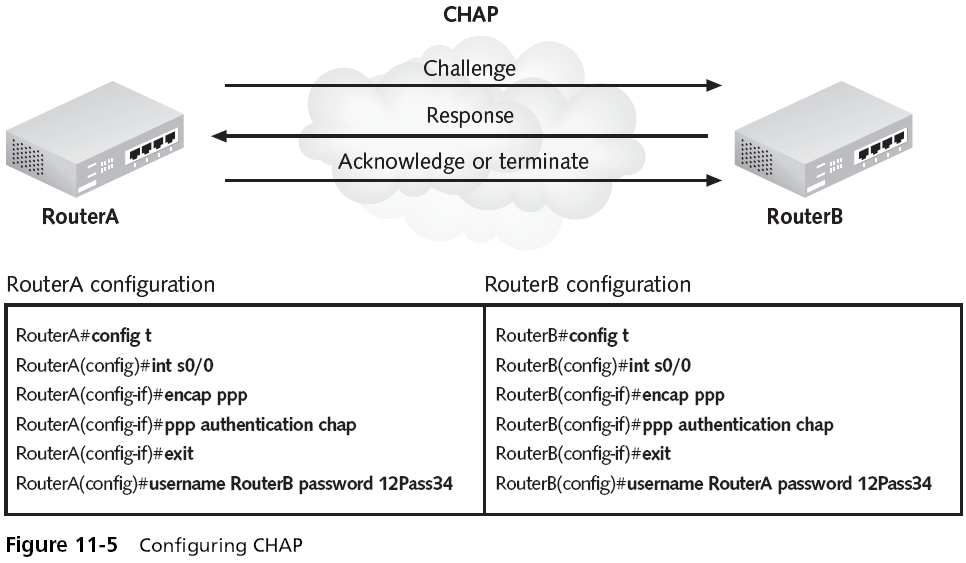 CHAP
Challenge
Response
Acknowledge or terminate
RouterA
RouterB
RouterA configuration
RouterA#config t
RouterA(config)#int s0/0
RouterA(config-if)#encap ppp
RouterA(config-if)#ppp authentication chap
RouterA(config-if)#exit
RouterA(config)#username RouterB password 12Pass34
RouterB configuration
RouterB#config t
RouterB(config)#int s0/0
RouterB(config-if)#encap ppp
RouterB(config-if)#ppp authentication chap
RouterB(config-if)#exit
RouterB(config)#username RouterA password 12Pass34
Figure 11-5 Configuring CHAP